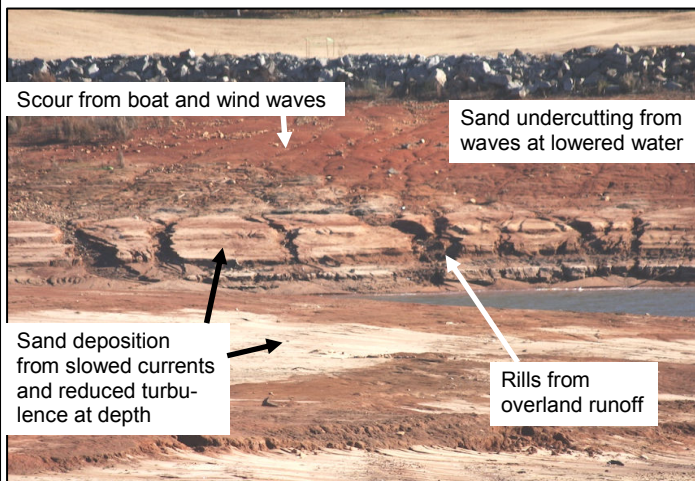 Scour from boat and wind waves
Sand undercutting from
waves at lowered water
Sand deposition
from slowed currents
and reduced turbu-
lence at depth
Rills from
overland runoff